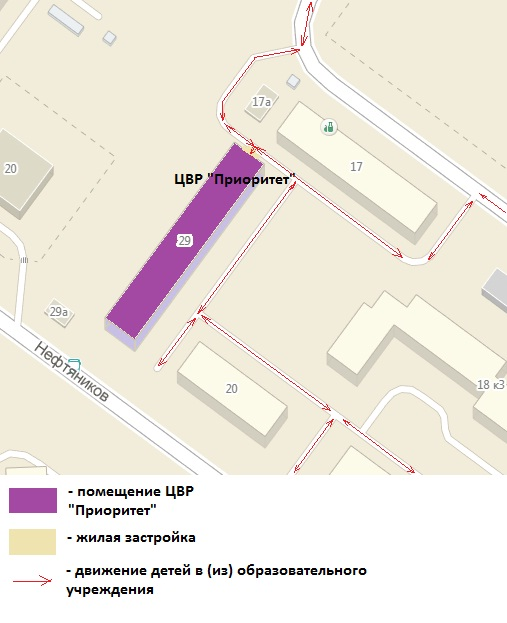 17а
20
17
ЦВР "Приоритет"
29
29а
Нефтяников
20
18 к3
- помещение ЦВР
"Приоритет"
- жилая застройка
- движение детей в (из) образовательного
учреждения